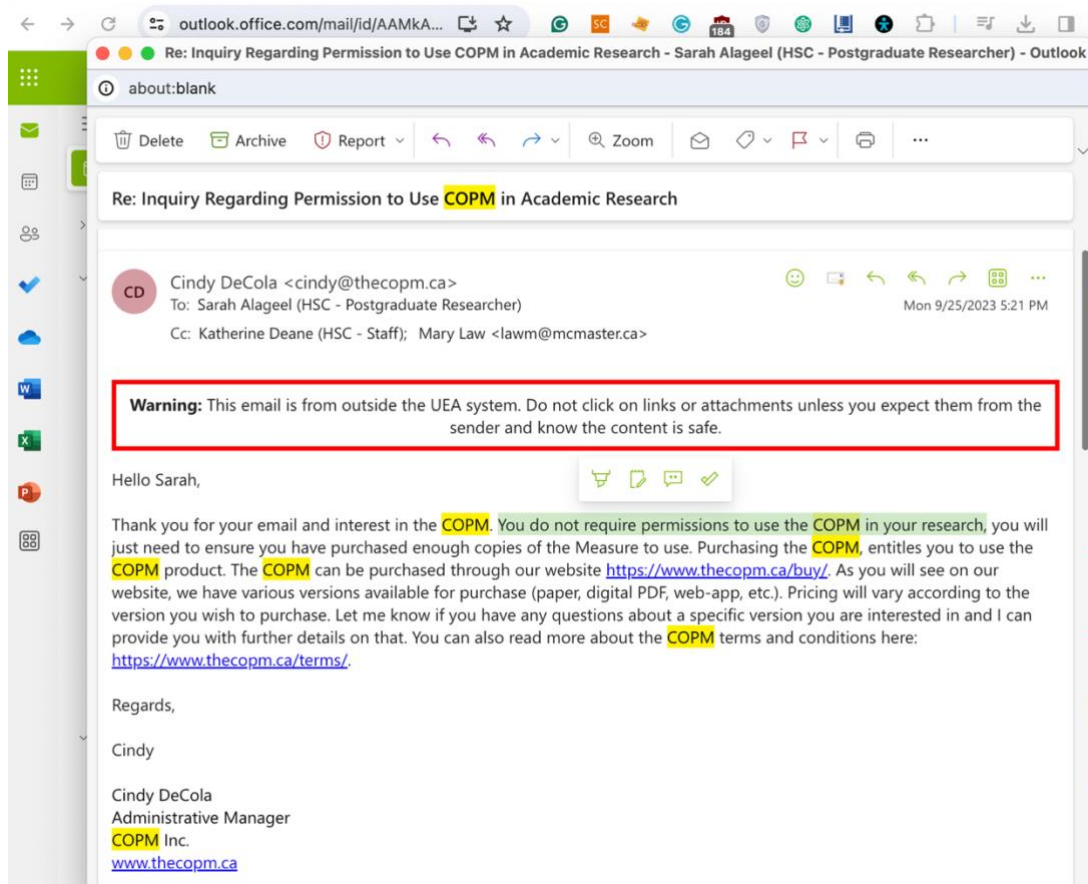 outlook.office.com/mail/id/AAMkA...
184
Re: Inquiry Regarding Permission to Use COPM in Academic Research - Sarah Alageel (HSC - Postgraduate Researcher) - Outlook
about:blank
Delete Archive Report Zoom ...
Re: Inquiry Regarding Permission to Use COPM in Academic Research
CD
Cindy DeCola <cindy@thecopm.ca>
To: Sarah Alageel (HSC - Postgraduate Researcher)
Mon 9/25/2023 5:21 PM
Cc: Katherine Deane (HSC - Staff); Mary Law <lawm@mcmaster.ca>
Warning: This email is from outside the UEA system. Do not click on links or attachments unless you expect them from the
sender and know the content is safe.
Hello Sarah,
Thank you for your email and interest in the COPM. You do not require permissions to use the COPM in your research, you will
just need to ensure you have purchased enough copies of the Measure to use. Purchasing the COPM, entitles you to use the
COPM product. The COPM can be purchased through our website https://www.thecopm.ca/buy/. As you will see on our
website, we have various versions available for purchase (paper, digital PDF, web-app, etc.). Pricing will vary according to the
version you wish to purchase. Let me know if you have any questions about a specific version you are interested in and I can
provide you with further details on that. You can also read more about the COPM terms and conditions here:
https://www.thecopm.ca/terms/.
Regards,
Cindy
Cindy DeCola
Administrative Manager
COPM Inc.
www.thecopm.ca